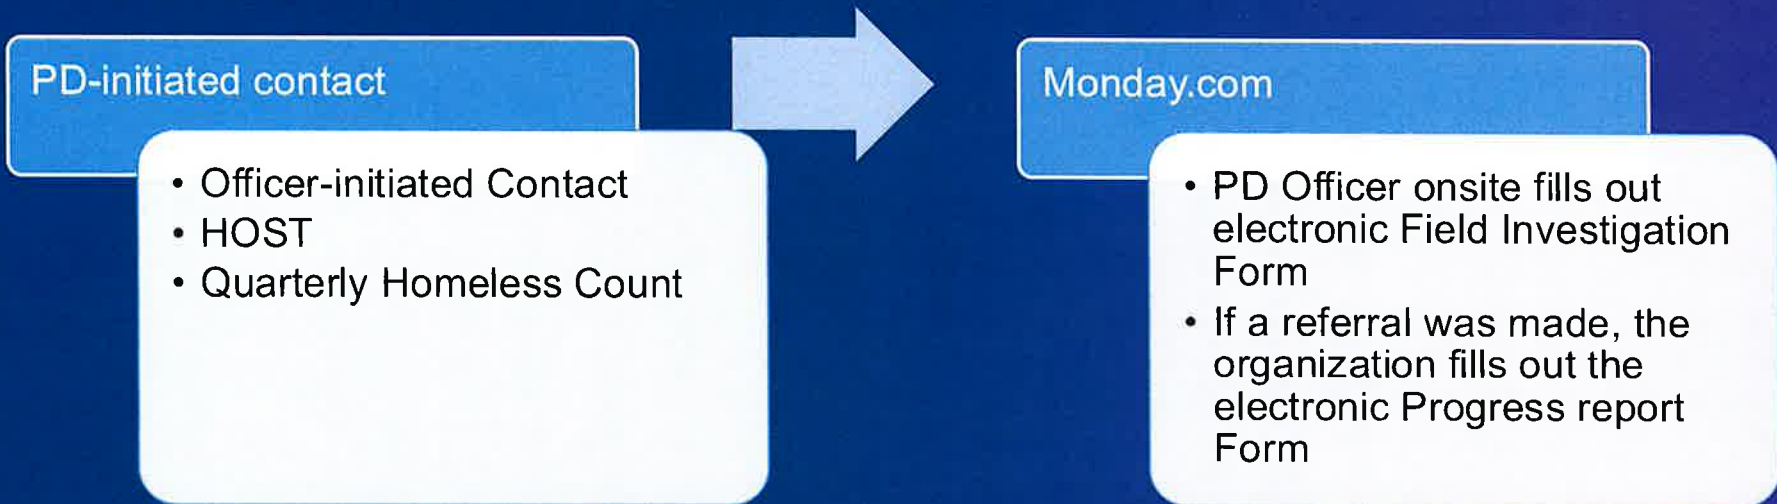 PD-initiated contact
• Officer-initiated Contact
• HOST
• Quarterly Homeless Count
Monday.com
• PD Officer onsite fills out
electronic Field Investigation
Form
• If a referral was made, the
organization fills out the
electronic Progress report
Form